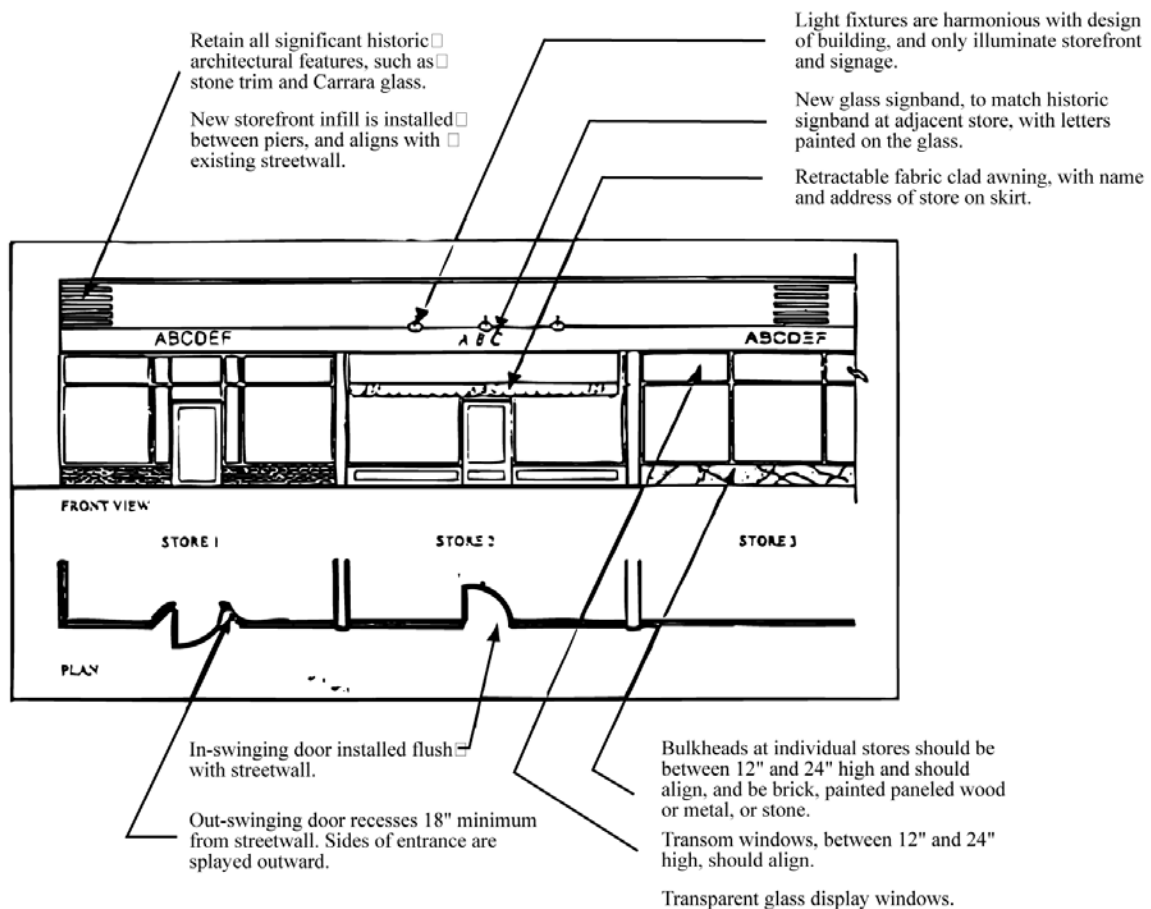 Retain all significant historic
architectural features, such as
stone trim and Carrara glass.
New storefront infill is installed
between piers, and aligns with
existing streetwall.
Light fixtures are harmonious with design
of building, and only illuminate storefront
and signage.
New glass signband, to match historic
signband at adjacent store, with letters
painted on the glass.
Retractable fabric clad awning, with name
and address of store on skirt.
ABCDEF
ABC
ABCDEF
FRONT VIEW
STORE 1
STORE 2
STORE 3
PLAN
In-swinging door installed flush
with streetwall.
Out-swinging door recesses 18" minimum
from streetwall. Sides of entrance are
splayed outward.
Bulkheads at individual stores should be
between 12" and 24" high and should
align, and be brick, painted paneled wood
or metal, or stone.
Transom windows, between 12" and 24"
high, should align.
Transparent glass display windows.